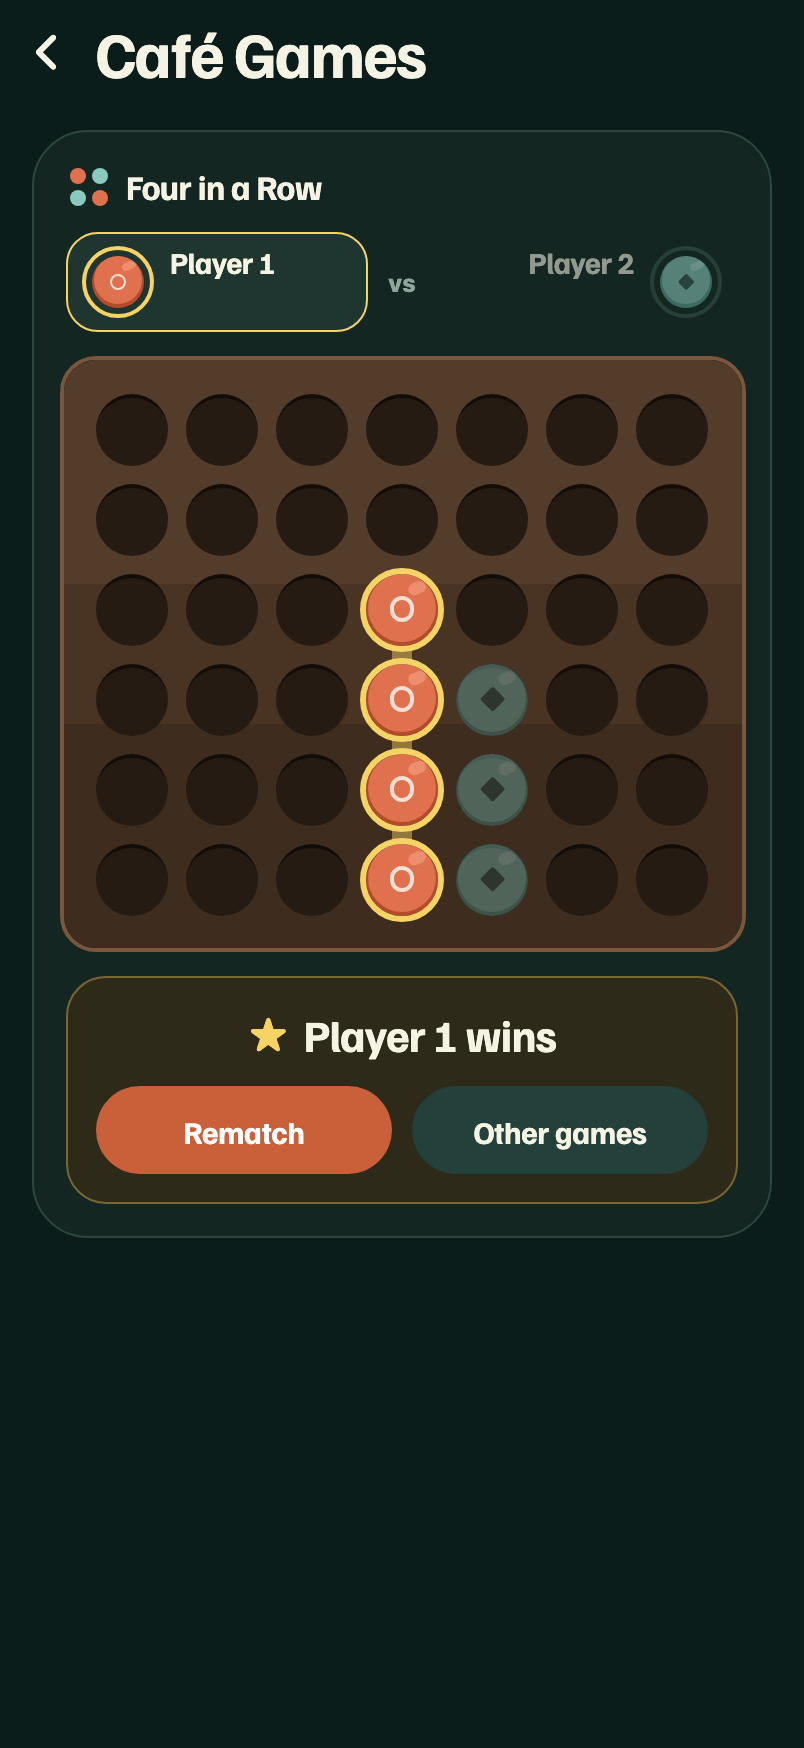 Café Games
Four in a Row
Player 1
vs
Player 2
Player 1 wins
Rematch
Other games